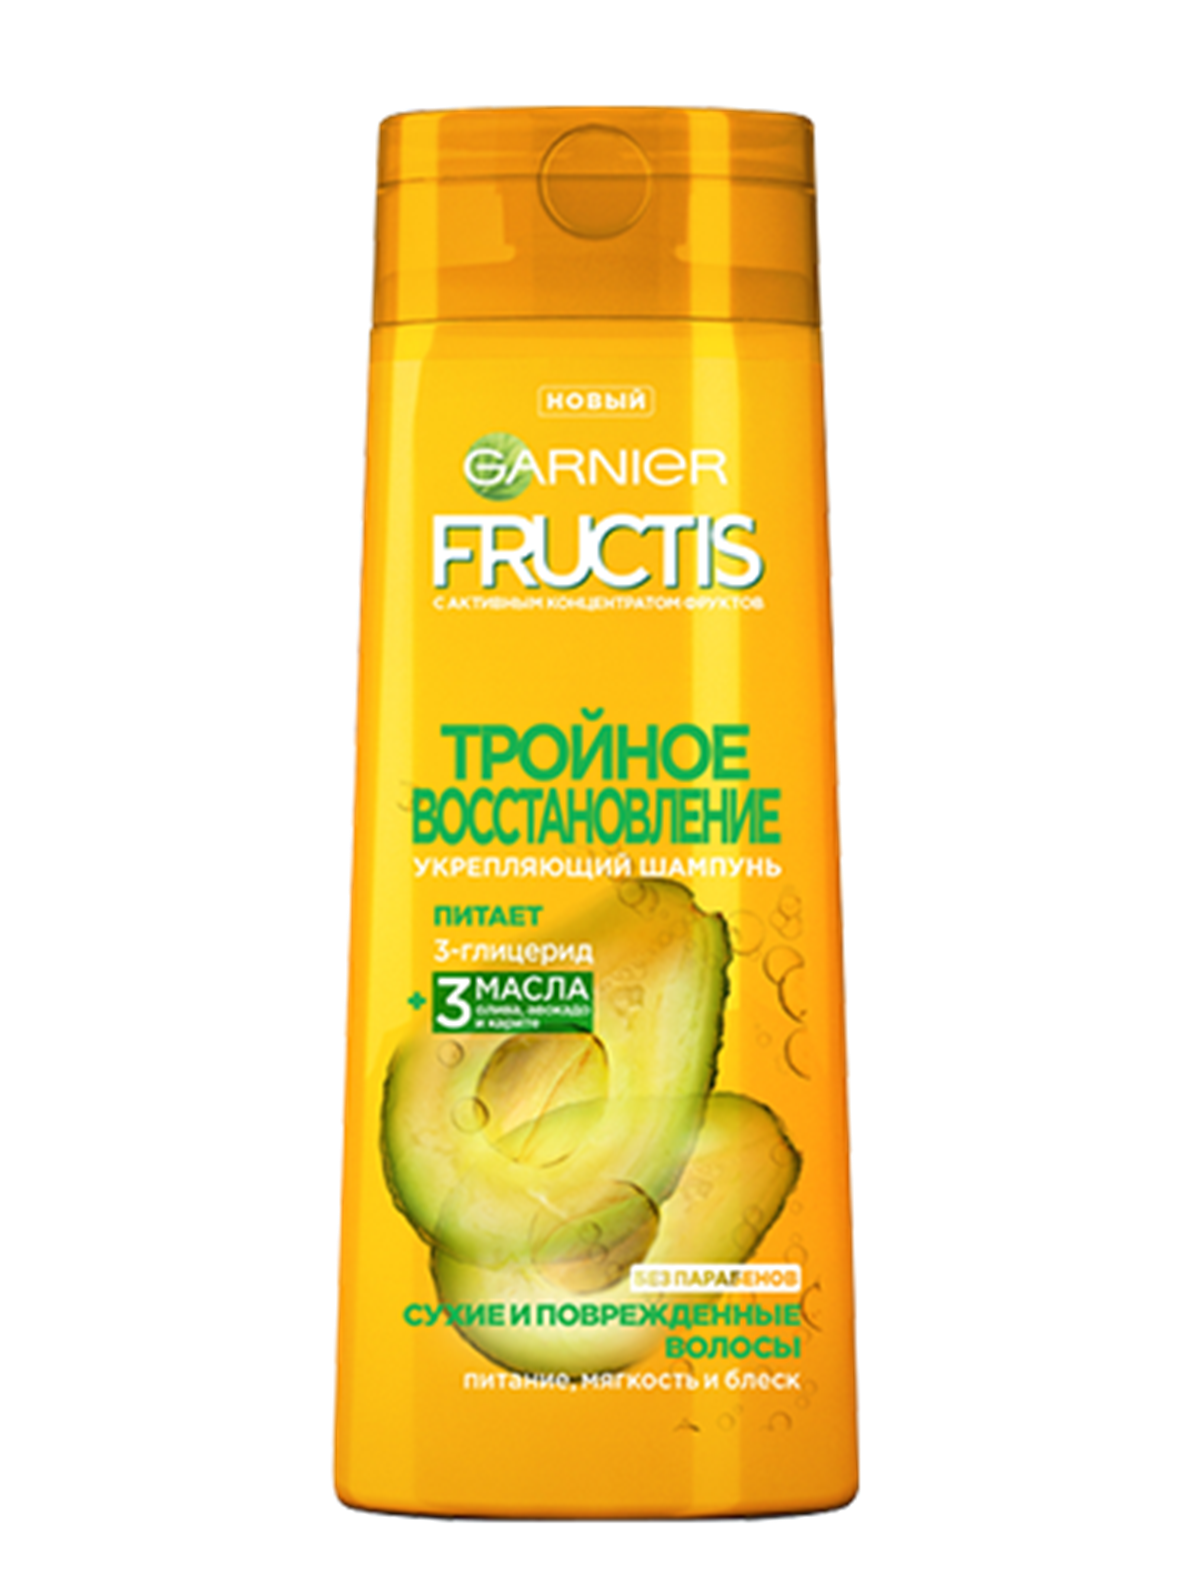 НОВЫЙ
GARNIER
FRUCTIS
С АКТИВНЫМ КОНЦЕНТРАТОМ ФРУКТОВ
ТРОЙНОЕ
ВОССТАНОВЛЕНИЕ
УКРЕПЛЯЮЩИЙ ШАМПУНЬ
ПИТАЕТ
3-глицерид
+ 3 МАСЛА
олива, авокадо
и карите
БЕЗ ПАРАБЕНОВ
СУХИЕ И ПОВРЕЖДЕННЫЕ
ВОЛОСЫ
питание, мягкость и блеск